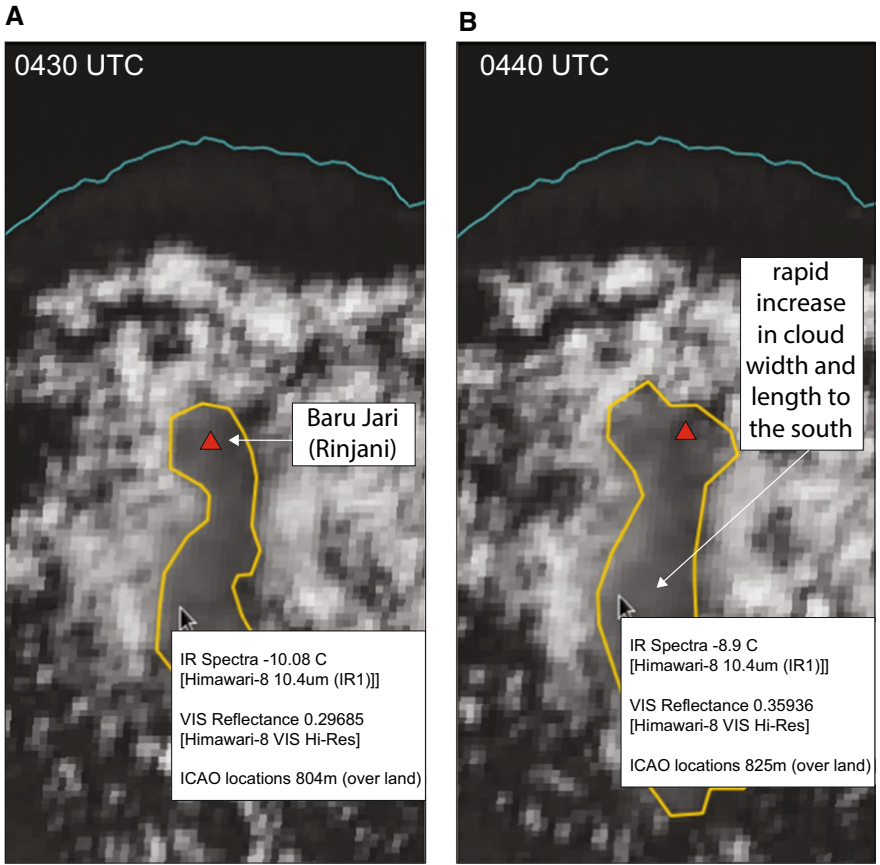 A
0430 UTC
Baru Jari
(Rinjani)
IR Spectra -10.08 C
[Himawari-8 10.4um (IR1)]]
VIS Reflectance 0.29685
[Himawari-8 VIS Hi-Res]
ICAO locations 804m (over land)
B
0440 UTC
rapid
increase
in cloud
width and
length to
the south
IR Spectra -8.9 C
[Himawari-8 10.4um (IR1)]]
VIS Reflectance 0.35936
[Himawari-8 VIS Hi-Res]
ICAO locations 825m (over land)